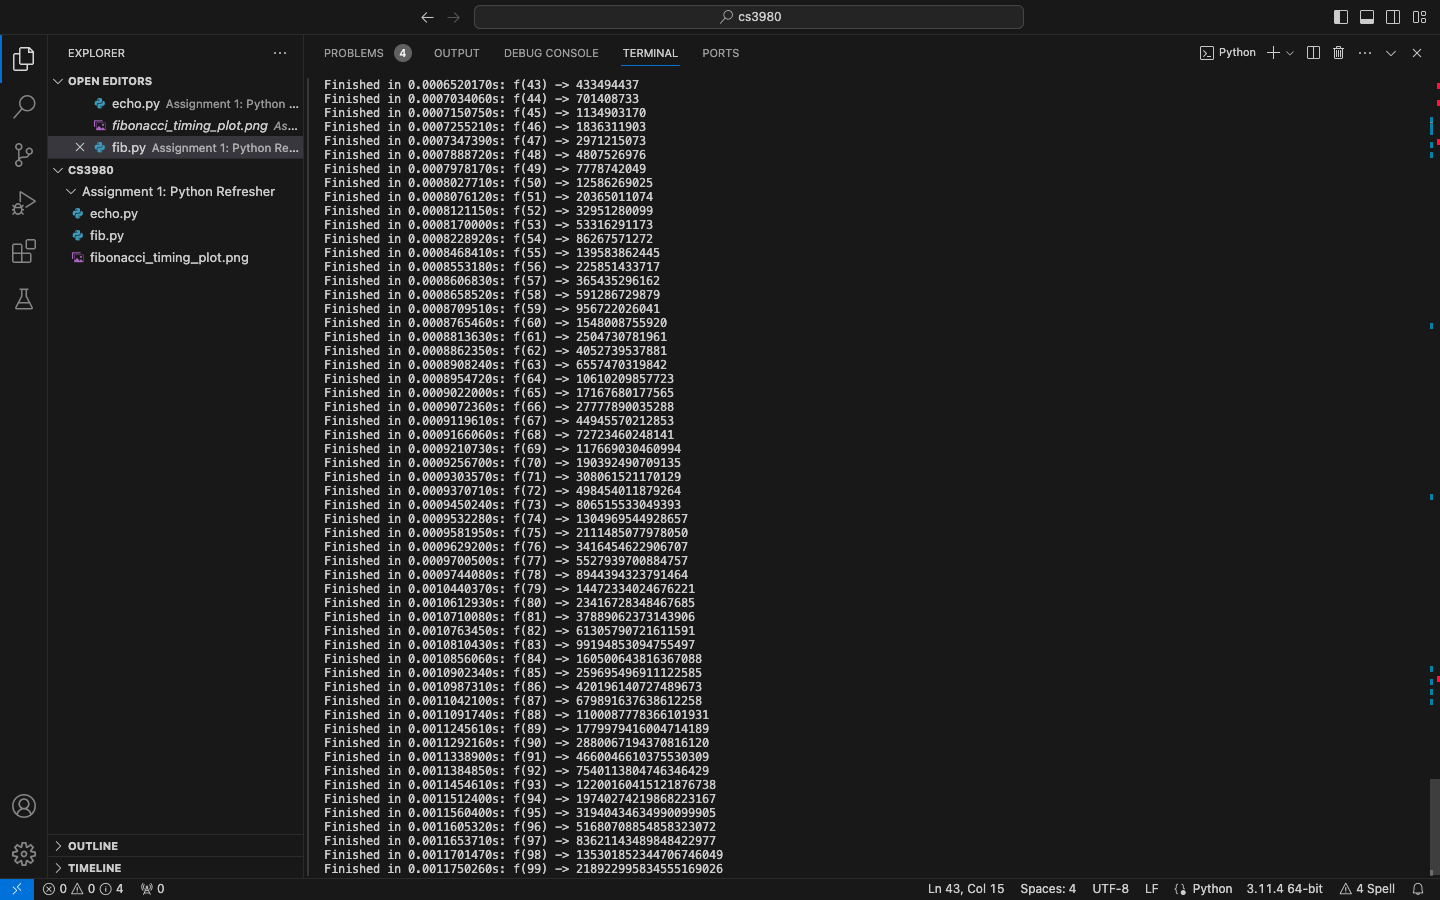 cs3980
EXPLORER
OPEN EDITORS
echo.py Assignment 1: Python ...
fibonacci_timing_plot.png As...
fib.py Assignment 1: Python Re...
CS3980
Assignment 1: Python Refresher
echo.py
fib.py
fibonacci_timing_plot.png
OUTLINE
TIMELINE
PROBLEMS 4 OUTPUT DEBUG CONSOLE TERMINAL PORTS
Python
Finished in 0.0006520170s: f(43) -> 433494437
Finished in 0.0007034060s: f(44) -> 701408733
Finished in 0.0007150750s: f(45) -> 1134903170
Finished in 0.0007255210s: f(46) -> 1836311903
Finished in 0.0007347390s: f(47) -> 2971215073
Finished in 0.0007888720s: f(48) -> 4807526976
Finished in 0.0007978170s: f(49) -> 7778742049
Finished in 0.0008027710s: f(50) -> 12586269025
Finished in 0.0008076120s: f(51) -> 20365011074
Finished in 0.0008121150s: f(52) -> 32951280099
Finished in 0.0008170000s: f(53) -> 53316291173
Finished in 0.0008228920s: f(54) -> 86267571272
Finished in 0.0008468410s: f(55) -> 139583862445
Finished in 0.0008553180s: f(56) -> 225851433717
Finished in 0.0008606830s: f(57) -> 365435296162
Finished in 0.0008658520s: f(58) -> 591286729879
Finished in 0.0008709510s: f(59) -> 956722026041
Finished in 0.0008765460s: f(60) -> 1548008755920
Finished in 0.0008813630s: f(61) -> 2504730781961
Finished in 0.0008862350s: f(62) -> 4052739537881
Finished in 0.0008908240s: f(63) -> 6557470319842
Finished in 0.0008954720s: f(64) -> 10610209857723
Finished in 0.0009022000s: f(65) -> 17167680177565
Finished in 0.0009072360s: f(66) -> 27777890035288
Finished in 0.0009119610s: f(67) -> 44945570212853
Finished in 0.0009166060s: f(68) -> 72723460248141
Finished in 0.0009210730s: f(69) -> 117669030460994
Finished in 0.0009256700s: f(70) -> 190392490709135
Finished in 0.0009303570s: f(71) -> 308061521170129
Finished in 0.0009370710s: f(72) -> 498454011879264
Finished in 0.0009450240s: f(73) -> 806515533049393
Finished in 0.0009532280s: f(74) -> 1304969544928657
Finished in 0.0009581950s: f(75) -> 2111485077978050
Finished in 0.0009629200s: f(76) -> 3416454622906707
Finished in 0.0009700500s: f(77) -> 5527939700884757
Finished in 0.0009744080s: f(78) -> 8944394323791464
Finished in 0.0010440370s: f(79) -> 14472334024676221
Finished in 0.0010612930s: f(80) -> 23416728348467685
Finished in 0.0010710080s: f(81) -> 37889062373143906
Finished in 0.0010763450s: f(82) -> 61305790721611591
Finished in 0.0010810430s: f(83) -> 99194853094755497
Finished in 0.0010856060s: f(84) -> 160500643816367088
Finished in 0.0010902340s: f(85) -> 259695496911122585
Finished in 0.0010987310s: f(86) -> 420196140727489673
Finished in 0.0011042100s: f(87) -> 679891637638612258
Finished in 0.0011091740s: f(88) -> 1100087778366101931
Finished in 0.0011245610s: f(89) -> 1779979416004714189
Finished in 0.0011292160s: f(90) -> 2880067194370816120
Finished in 0.0011338900s: f(91) -> 4660046610375530309
Finished in 0.0011384850s: f(92) -> 7540113804746346429
Finished in 0.0011454610s: f(93) -> 12200160415121876738
Finished in 0.0011512400s: f(94) -> 19740274219868223167
Finished in 0.0011560400s: f(95) -> 31940434634990099905
Finished in 0.0011605320s: f(96) -> 51680708854858323072
Finished in 0.0011653710s: f(97) -> 83621143489848422977
Finished in 0.0011701470s: f(98) -> 135301852344706746049
Finished in 0.0011750260s: f(99) -> 218922995834555169026
0 0 4 0 Ln 43, Col 15 Spaces: 4 UTF-8 LF Python 3.11.4 64-bit 4 Spell